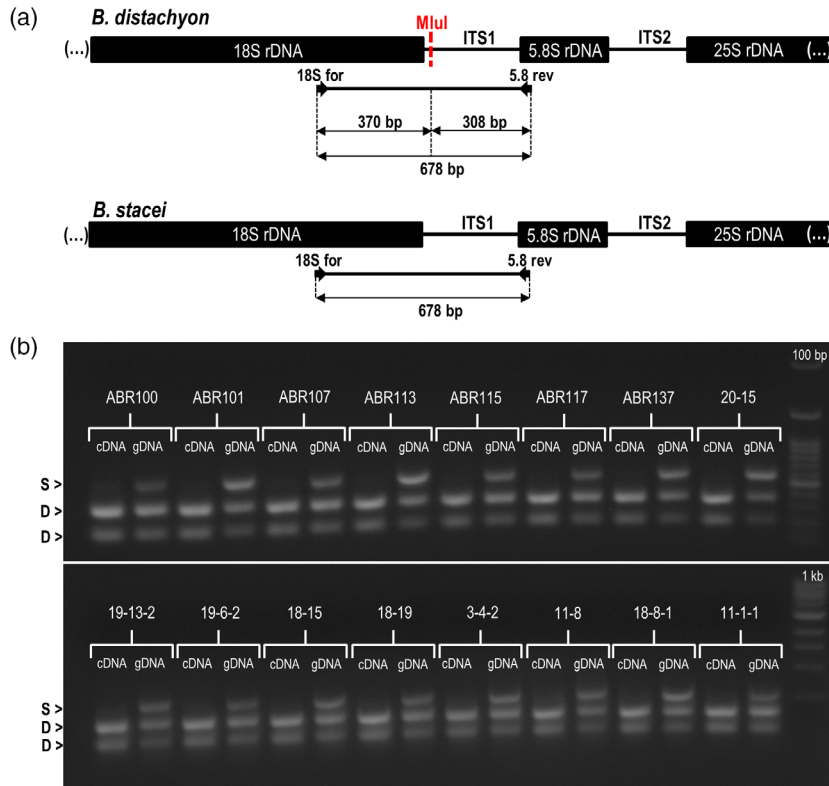 (a)
B. distachyon
MluI
(...) 18S rDNA ITS1 5.8S rDNA ITS2 25S rDNA (...)
18S for 5.8 rev
370 bp 308 bp
678 bp
B. stacei
(...) 18S rDNA ITS1 5.8S rDNA ITS2 25S rDNA (...)
18S for 5.8 rev
678 bp
(b)
100 bp
ABR100 ABR101 ABR107 ABR113 ABR115 ABR117 ABR137 20-15
cDNA gDNA cDNA gDNA cDNA gDNA cDNA gDNA cDNA gDNA cDNA gDNA cDNA gDNA cDNA gDNA
S >
D >
D >
1 kb
19-13-2 19-6-2 18-15 18-19 3-4-2 11-8 18-8-1 11-1-1
cDNA gDNA cDNA gDNA cDNA gDNA cDNA gDNA cDNA gDNA cDNA gDNA cDNA gDNA cDNA gDNA
S >
D >
D >